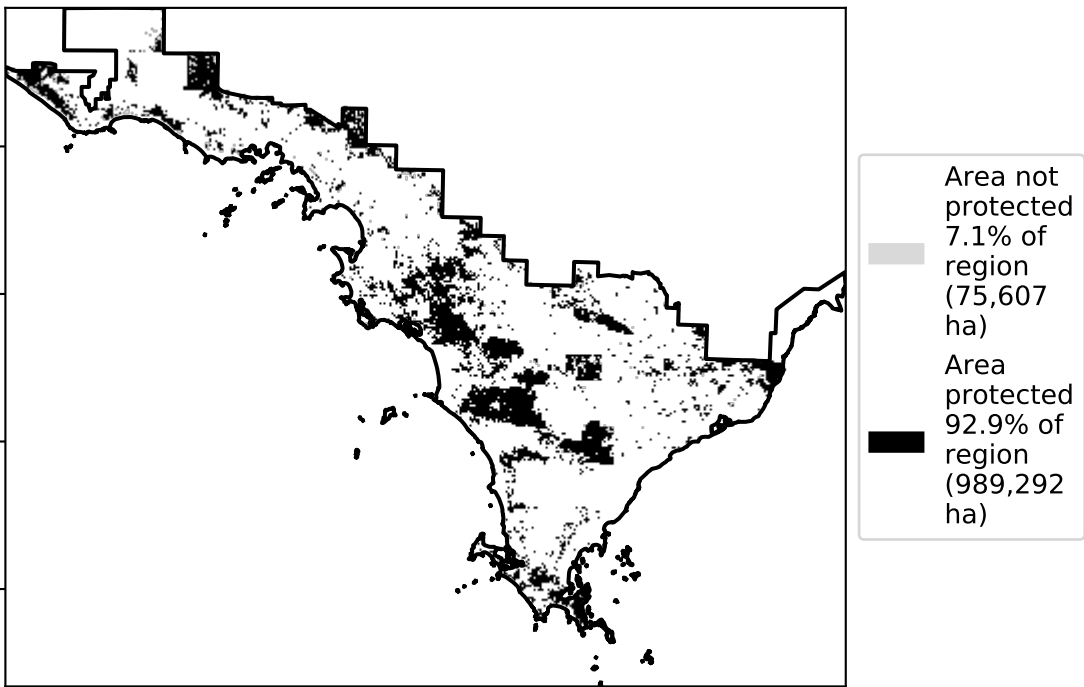 Area not
protected
7.1% of
region
(75,607
ha)
Area
protected
92.9% of
region
(989,292
ha)